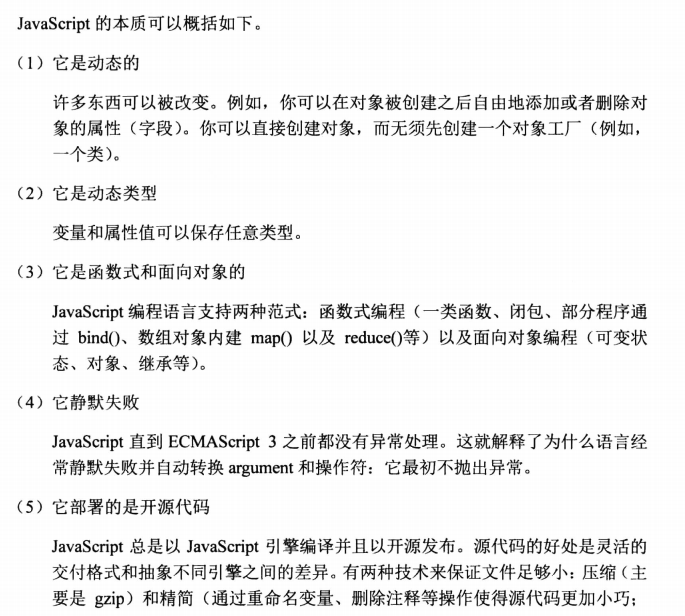 JavaScript 的本质可以概括如下。
（1）它是动态的
许多东西可以被改变。例如，你可以在对象被创建之后自由地添加或者删除对
象的属性（字段）。你可以直接创建对象，而无须先创建一个对象工厂（例如，
一个类）。
（2）它是动态类型
变量和属性值可以保存任意类型。
（3）它是函数式和面向对象的
JavaScript 编程语言支持两种范式：函数式编程（一类函数、闭包、部分程序通
过 bind()、数组对象内建 map() 以及 reduce()等）以及面向对象编程（可变状
态、对象、继承等）。
（4）它静默失败
JavaScript 直到 ECMAScript 3 之前都没有异常处理。这就解释了为什么语言经
常静默失败并自动转换 argument 和操作符：它最初不抛出异常。
（5）它部署的是开源代码
JavaScript 总是以 JavaScript 引擎编译并且以开源发布。源代码的好处是灵活的
交付格式和抽象不同引擎之间的差异。有两种技术来保证文件足够小：压缩（主
要是 gzip）和精简（通过重命名变量、删除注释等操作使得源代码更加小巧；